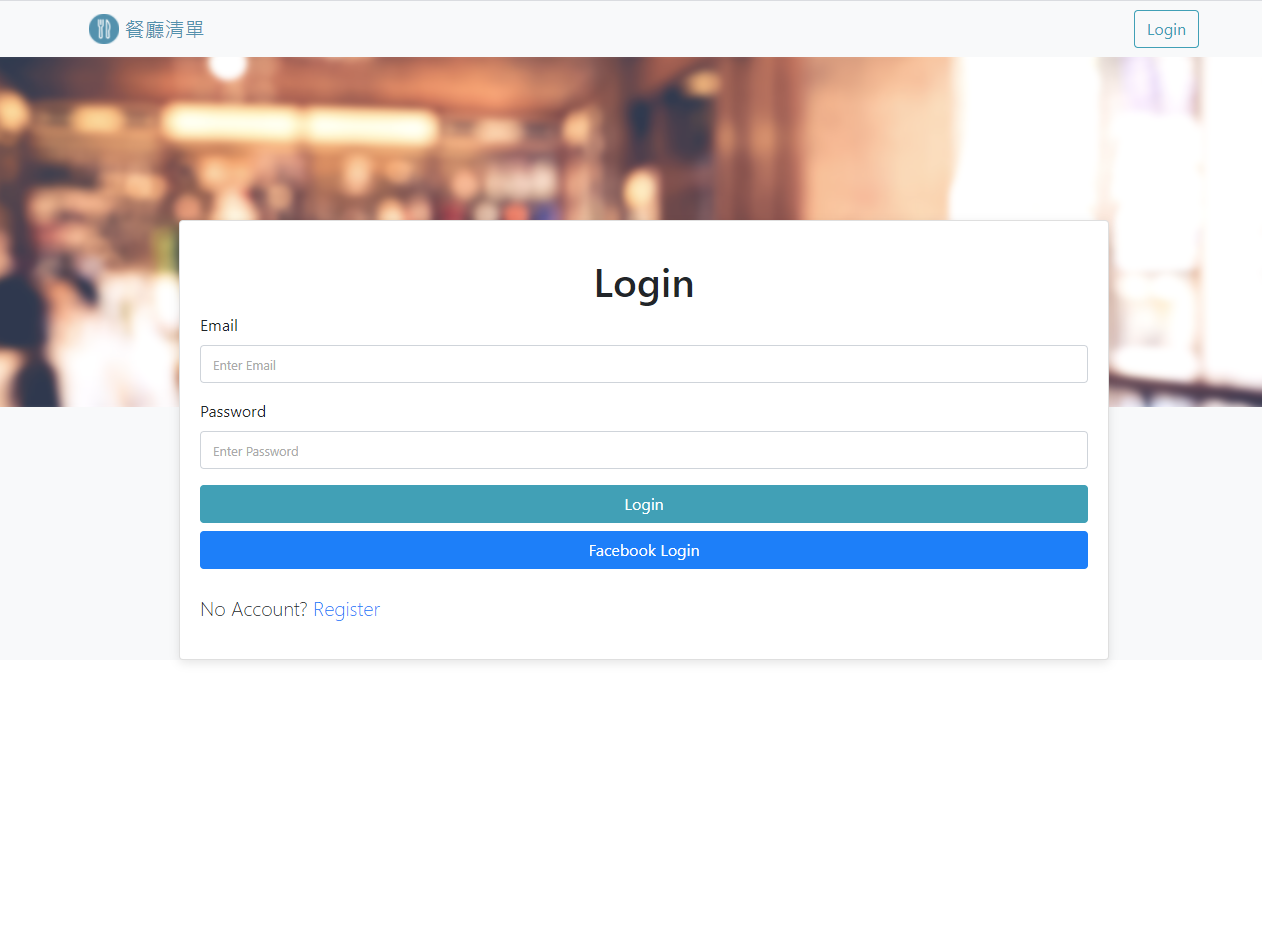 餐廳清單
Login
Login
Email
Enter Email
Password
Enter Password
Login
Facebook Login
No Account? Register